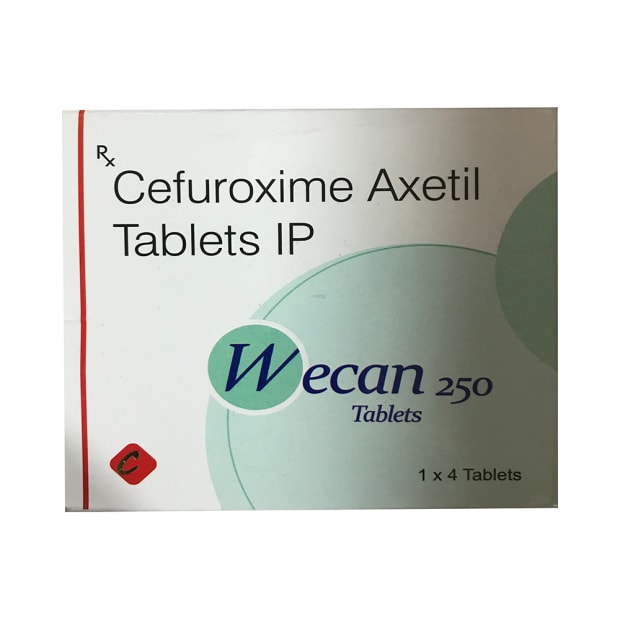 Rx
Cefuroxime Axetil
Tablets IP
Wecan 250
Tablets
C
1 x 4 Tablets